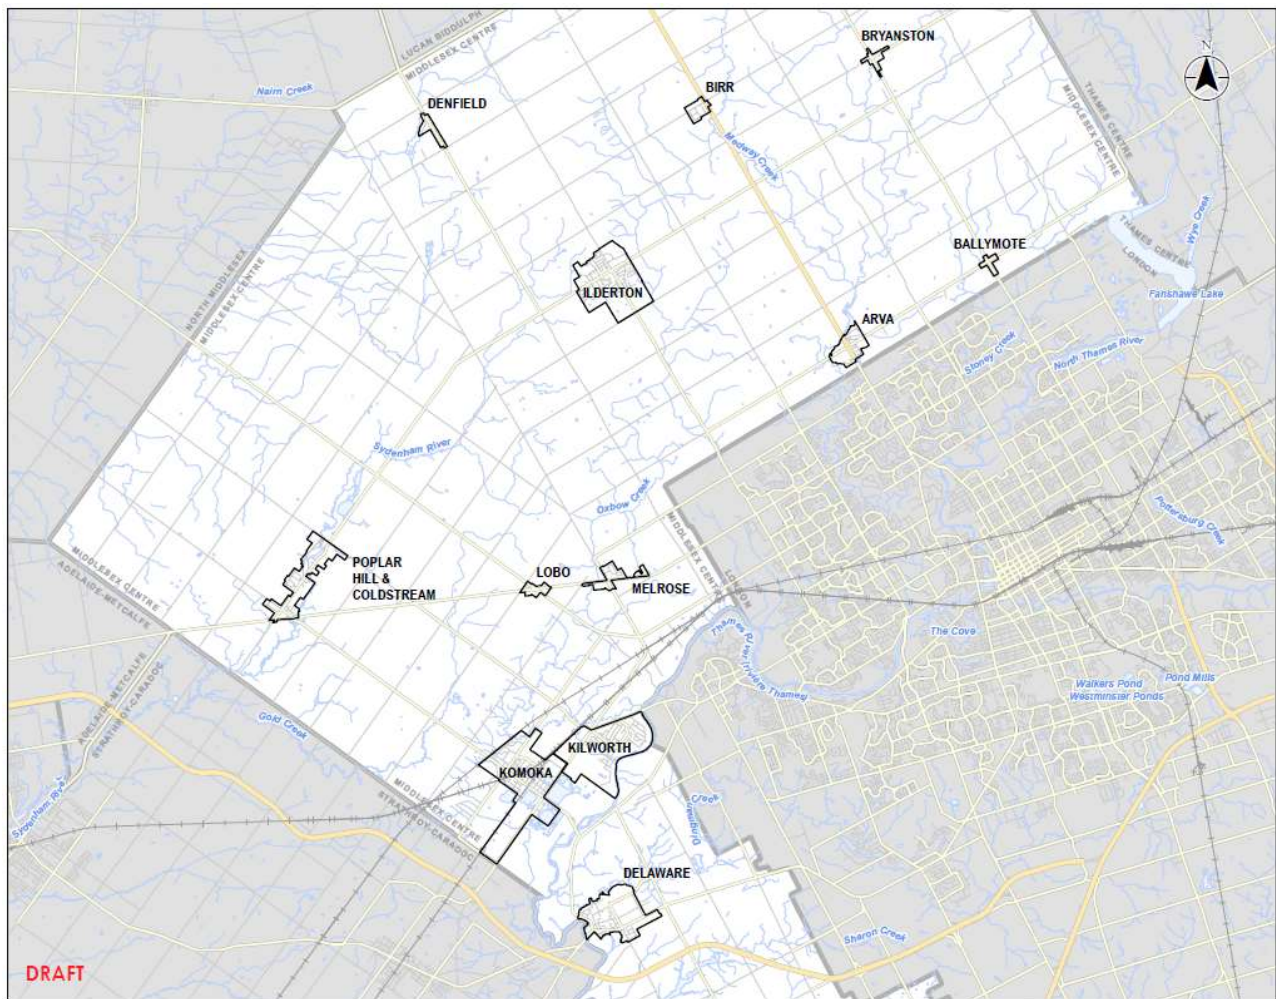 LUCAN BIDDULPH
MIDDLESEX CENTRE
BRYANSTON
N
Nairn Creek
DENFIELD
BIRR
THAMES CENTRE
MIDDLESEX CENTRE
Medway Creek
Wye Creek
THAMES CENTRE
LONDON
BALLYMOTE
NORTH MIDDLESEX
MIDDLESEX CENTRE
ILDERTON
Fanshawe Lake
ARVA
Stoney Creek
North Thames River
Sydenham River
Oxbow Creek
Pottersburg Creek
MIDDLESEX CENTRE
LONDON
MIDDLESEX CENTRE
ADELAIDE-METCALFE
POPLAR
HILL &
COLDSTREAM
LOBO
MELROSE
Thames River (rivière Thames)
The Cove
ADELAIDE-METCALFE
STRATHROY-CARADOC
Gold Creek
Walkers Pond
Pond Mills
Westminster Ponds
KILWORTH
KOMOKA
Sydenham River
MIDDLESEX CENTRE
STRATHROY-CARADOC
Dingman Creek
DELAWARE
Sharon Creek
DRAFT